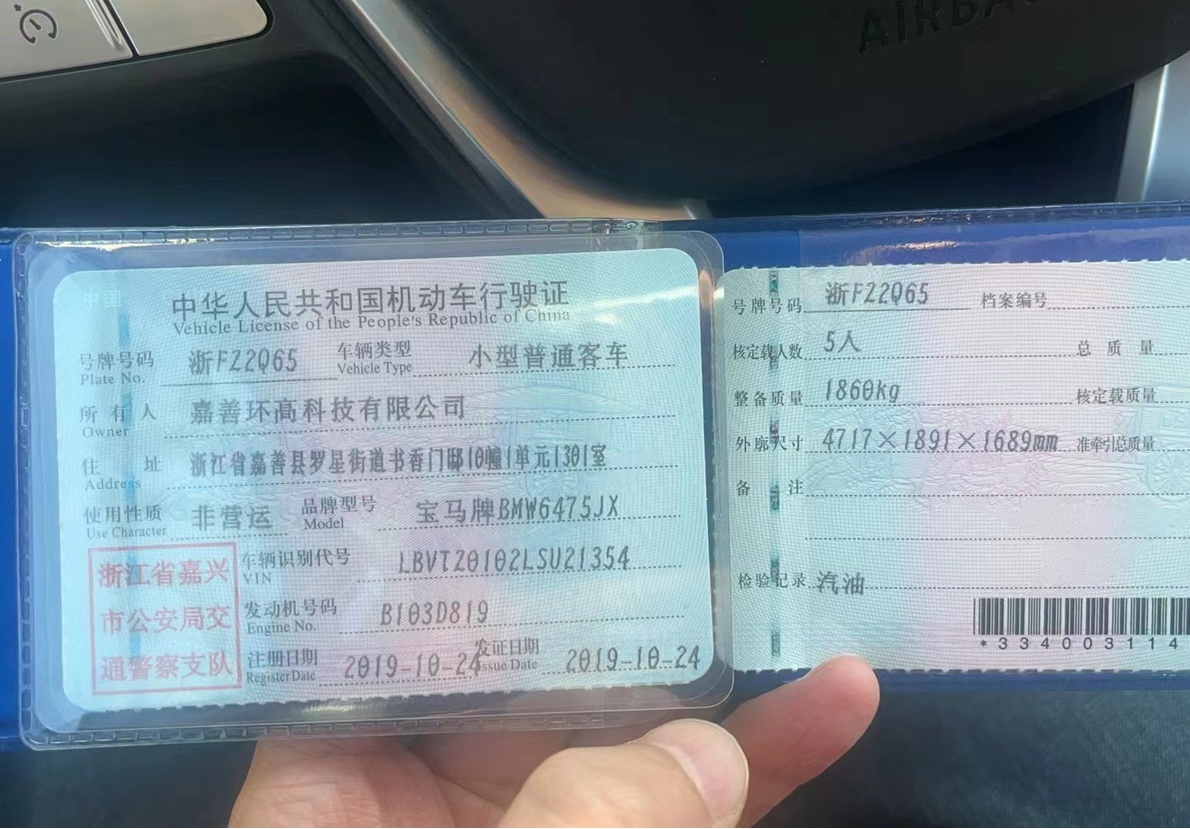 AIRBA
中国
中华人民共和国机动车行驶证
Vehicle License of the People's Republic of China
号牌号码 浙FZ2Q65 车辆类型 小型普通客车
Plate No. Vehicle Type
所有人 嘉善环高科技有限公司
Owner
住址 浙江省嘉善县罗星街道书香门邸10幢1单元1301室
Address
使用性质 非营运 品牌型号 宝马牌BMW6475JX
Use Character Model
浙江省嘉兴
市公安局交
通警察支队
车辆识别代号 LBVTZ0102LSU21354
VIN
发动机号码 B103D819
Engine No.
注册日期 2019-10-24 发证日期 2019-10-24
Register Date Issue Date
号牌号码 浙FZ2Q65 档案编号
核定载人数 5人 总质量
整备质量 1860kg 核定载质量
外廓尺寸 4717×1891×1689mm 准牵引总质量
备注
检验记录 汽油
*334003114